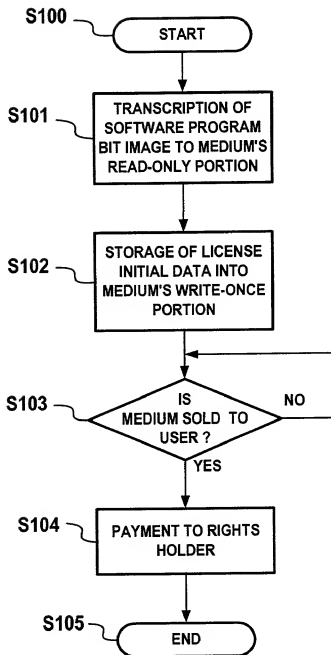 S100
START
S101
TRANSCRIPTION OF
SOFTWARE PROGRAM
BIT IMAGE TO MEDIUM'S
READ-ONLY PORTION
S102
STORAGE OF LICENSE
INITIAL DATA INTO
MEDIUM'S WRITE-ONCE
PORTION
S103
IS
MEDIUM SOLD TO
USER ?
NO
YES
S104
PAYMENT TO RIGHTS
HOLDER
S105
END